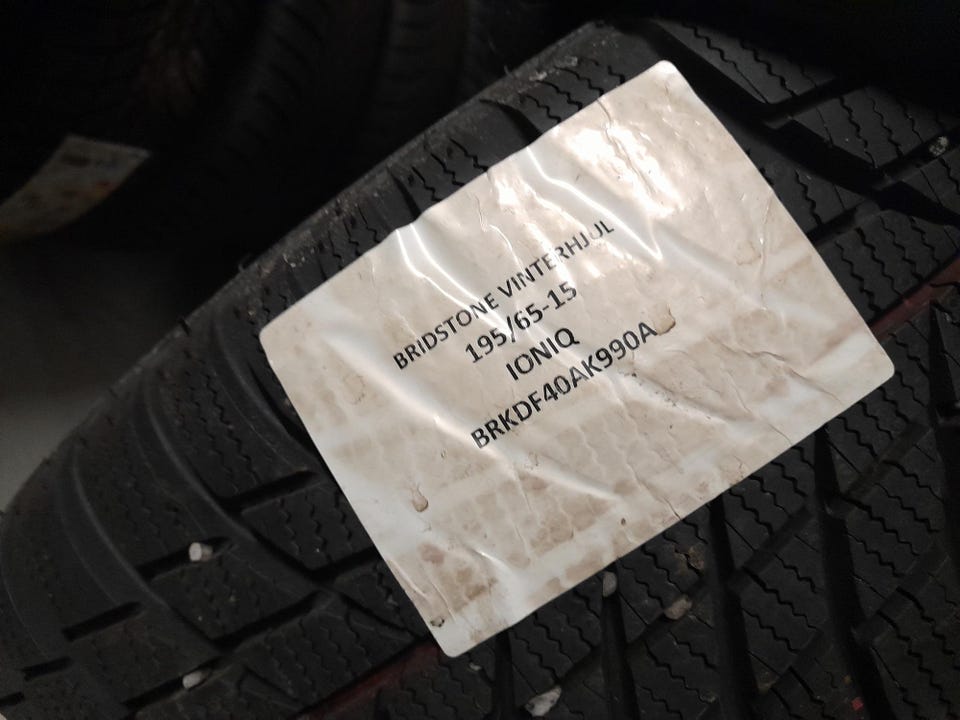 BRIDSTONE VINTERHJUL
195/65-15
IONIQ
BRKDF40AK990A